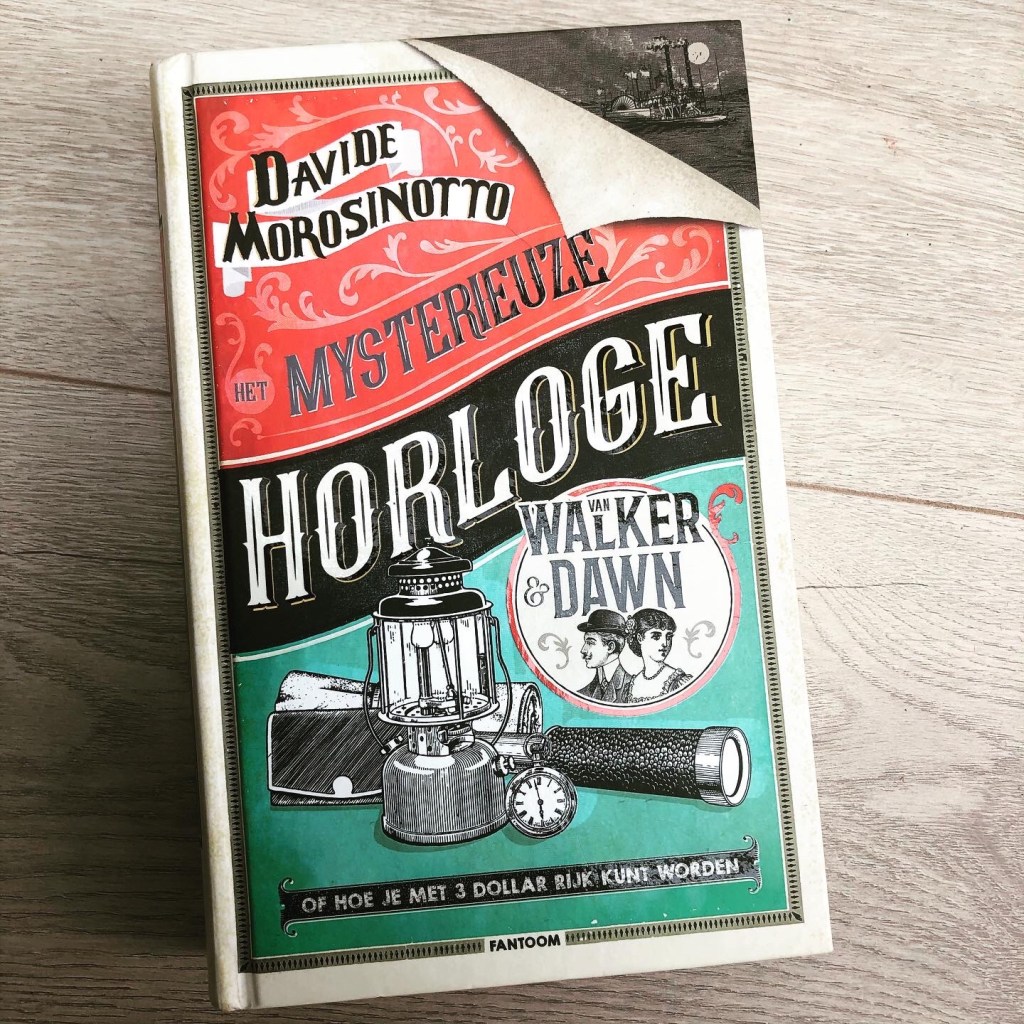 DAVIDE
MOROSINOTTO
HET MYSTERIEUZE
HORLOGE
VAN
WALKER
& DAWN
OF HOE JE MET 3 DOLLAR RIJK KUNT WORDEN
FANTOOM